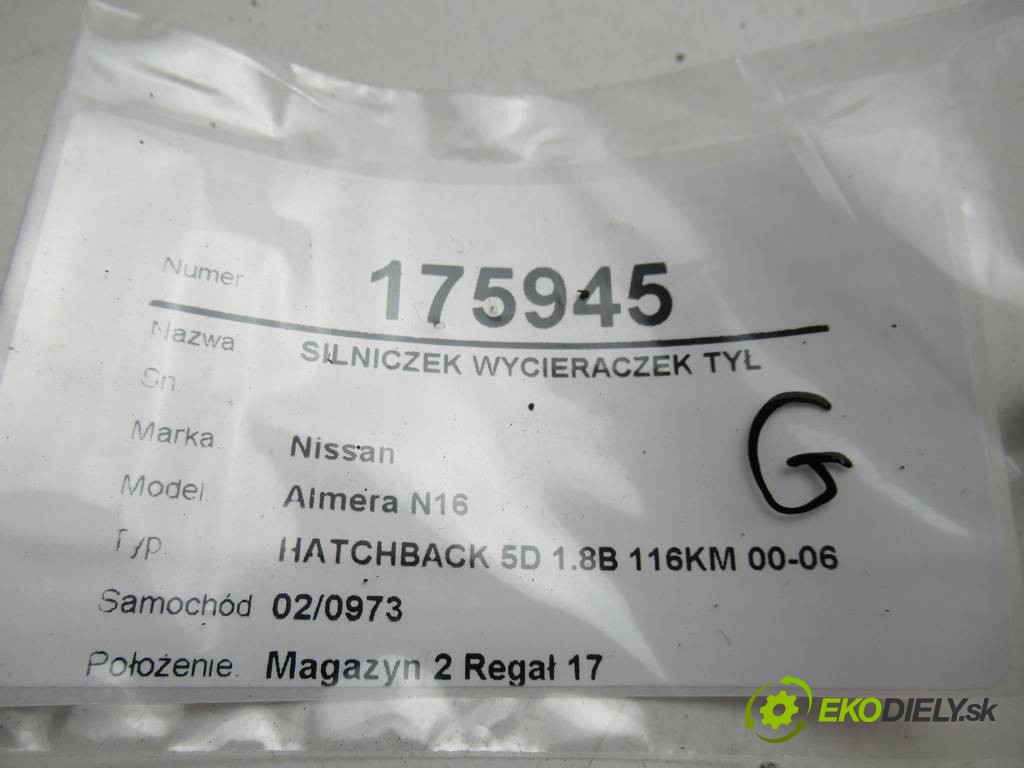 Numer 175945
Nazwa SILNICZEK WYCIERACZEK TYŁ
Sn.
Marka Nissan
Model. Almera N16
Typ. HATCHBACK 5D 1.8B 116KM 00-06
Samochód 02/0973
Położenie. Magazyn 2 Regał 17
G
EKODIELY.sk